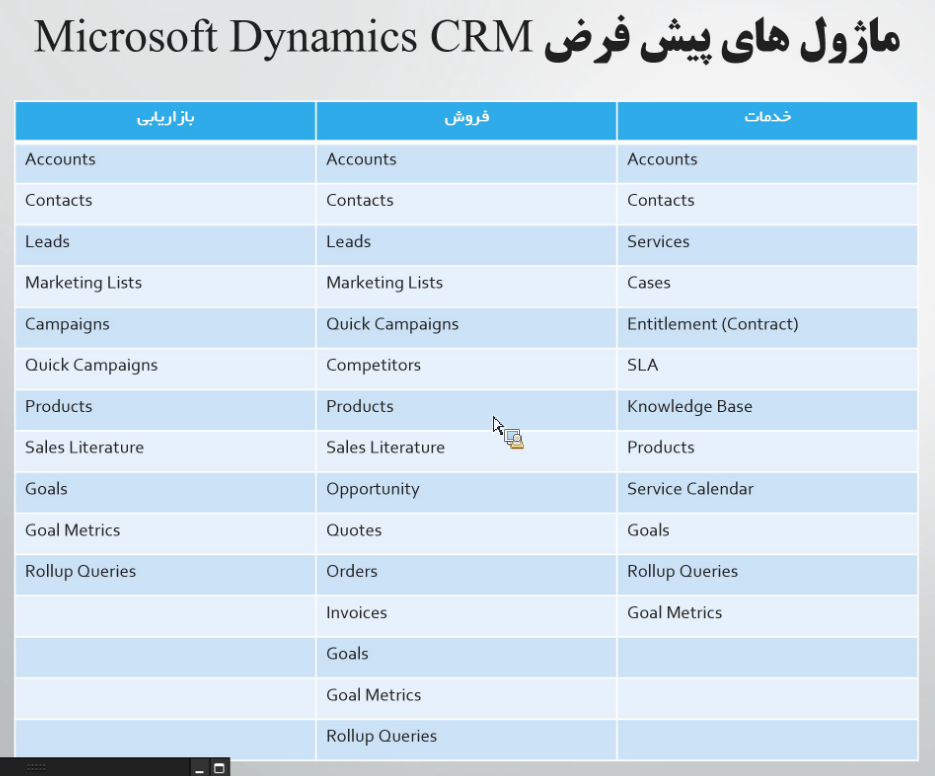 ماژول های پیش فرض Microsoft Dynamics CRM
بازاریابی فروش خدمات
Accounts Accounts Accounts
Contacts Contacts Contacts
Leads Leads Services
Marketing Lists Marketing Lists Cases
Campaigns Quick Campaigns Entitlement (Contract)
Quick Campaigns Competitors SLA
Products Products Knowledge Base
Sales Literature Sales Literature Products
Goals Opportunity Service Calendar
Goal Metrics Quotes Goals
Rollup Queries Orders Rollup Queries
Invoices Goal Metrics
Goals
Goal Metrics
Rollup Queries